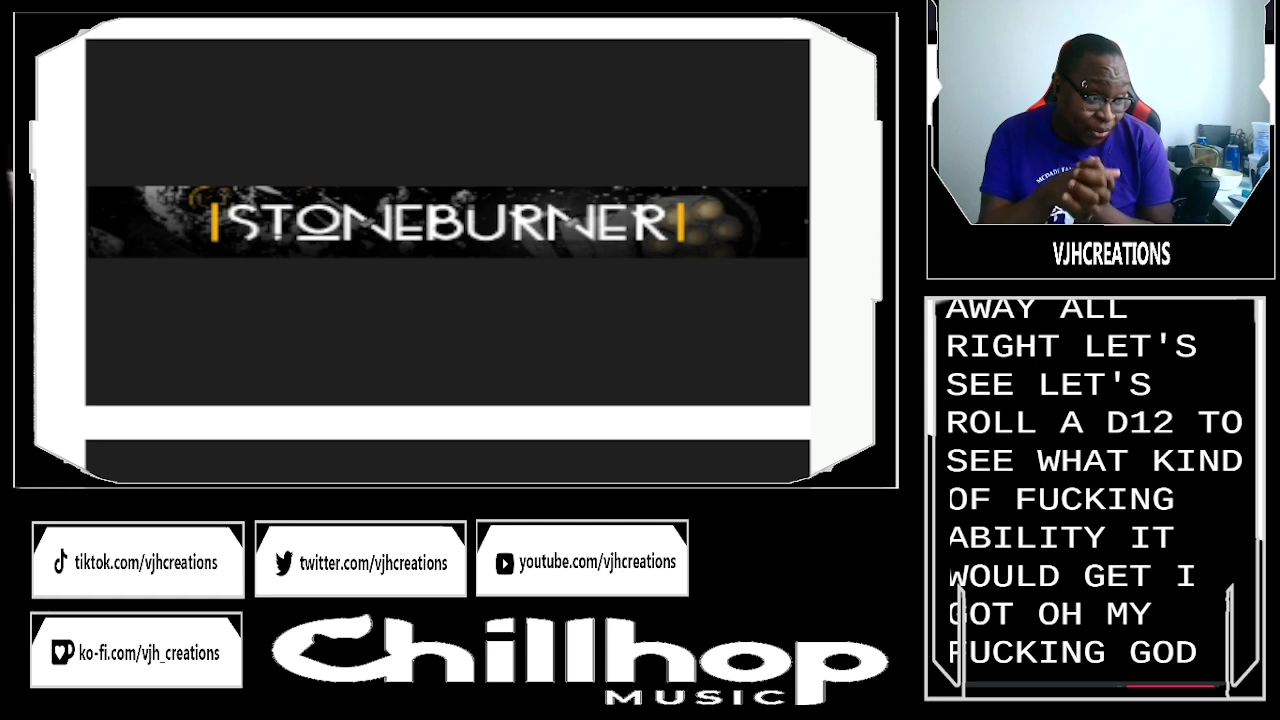 |STONEBURNER|
VJHCREATIONS
AWAY ALL
RIGHT LET'S
SEE LET'S
ROLL A D12 TO
SEE WHAT KIND
OF FUCKING
ABILITY IT
WOULD GET I
GOT OH MY
FUCKING GOD
tiktok.com/vjhcreations
twitter.com/vjhcreations
youtube.com/vjhcreations
ko-fi.com/vjh_creations
Chillhop
MUSIC